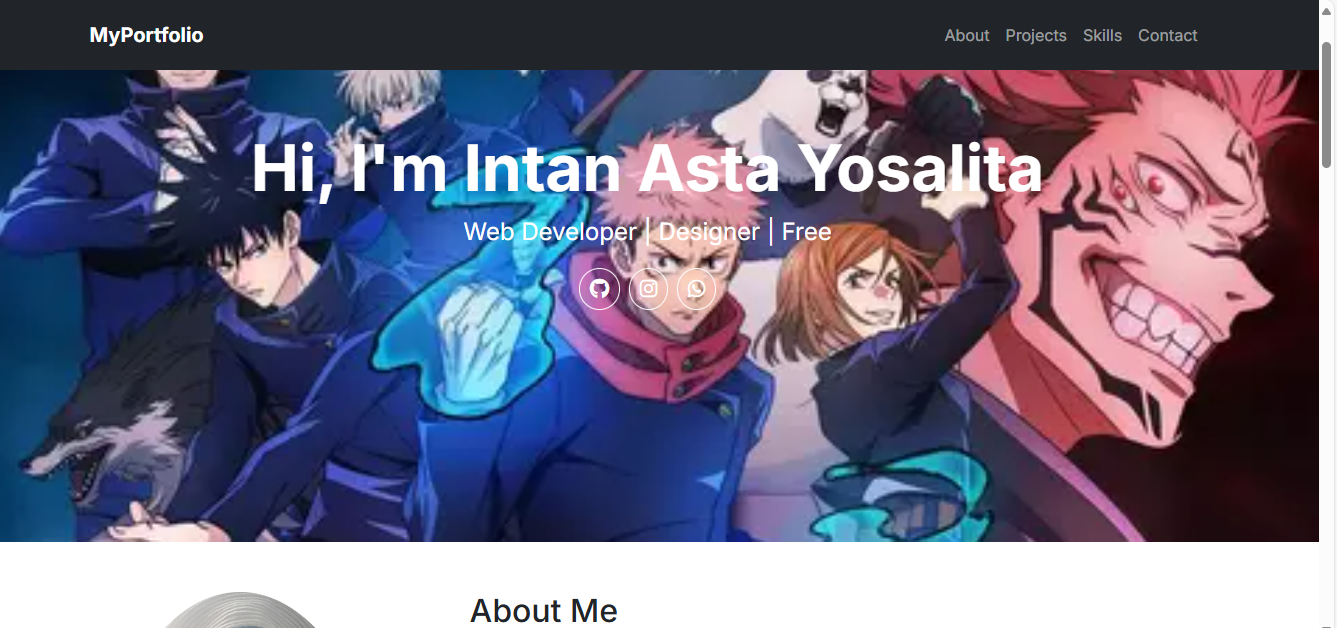 MyPortfolio
About Projects Skills Contact
Hi, I'm Intan Asta Yosalita
Web Developer | Designer | Free
About Me